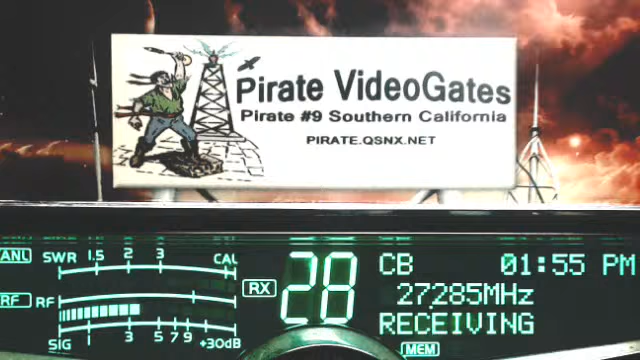 Pirate VideoGates
Pirate #9 Southern California
PIRATE.QSNX.NET
ANL SWR 1.5 2 3 CAL
RF RF
SIG 3 5 7 9 +30dB
RX 28
CB 01:55 PM
27285MHz
RECEIVING
MEM